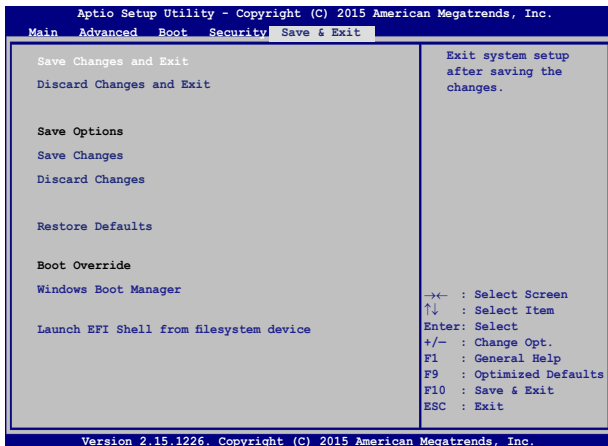 Aptio Setup Utility - Copyright (C) 2015 American Megatrends, Inc.
Main Advanced Boot Security Save & Exit
Save Changes and Exit
Discard Changes and Exit
Save Options
Save Changes
Discard Changes
Restore Defaults
Boot Override
Windows Boot Manager
Launch EFI Shell from filesystem device
Exit system setup
after saving the
changes.
→← : Select Screen
↑↓ : Select Item
Enter: Select
+/— : Change Opt.
F1 : General Help
F9 : Optimized Defaults
F10 : Save & Exit
ESC : Exit
Version 2.15.1226. Copyright (C) 2015 American Megatrends, Inc.